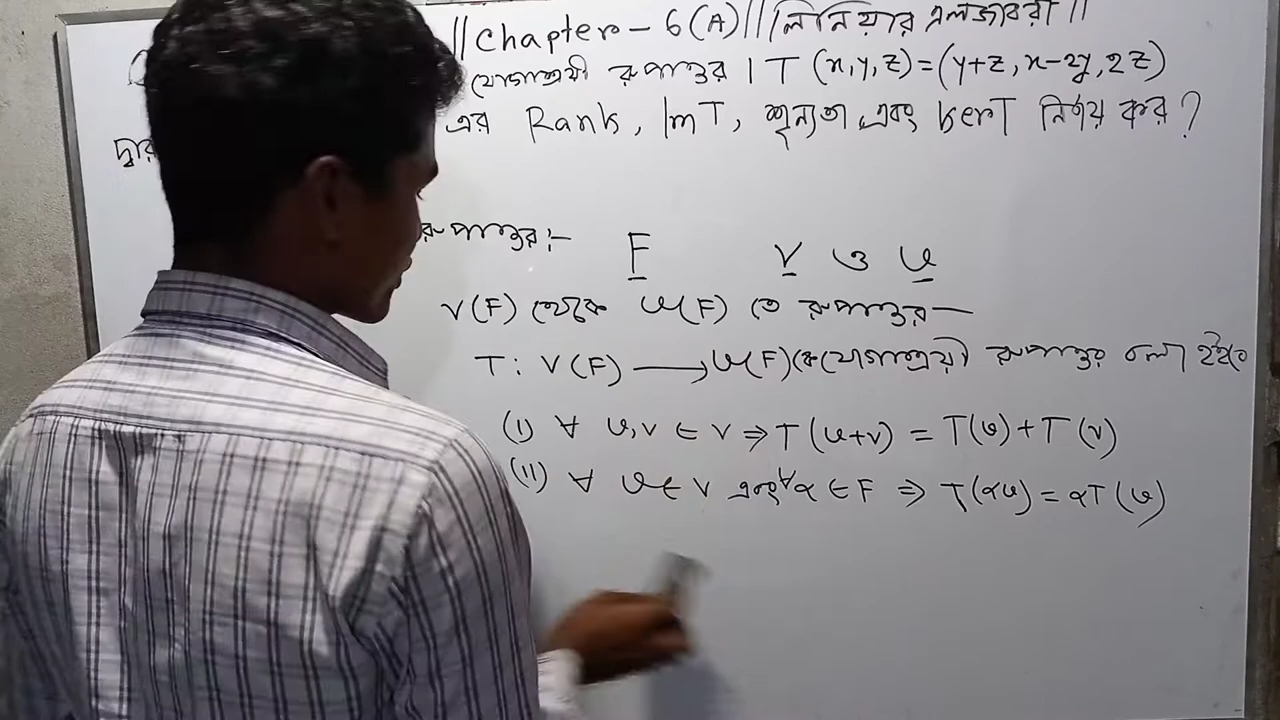 ||Chapter-6(A)||লিনিয়ার এলজাবরা||
যোগাশ্রয়ী রুপান্তর। T(x,y,z)=(y+z,x-2y,2z)
দ্বারা এর Rank, ImT, শূন্যতা এবং kerT নির্ণয় কর?
রুপান্তর:- F V ও U
V(F) থেকে U(F) তে রুপান্তর—
T: V(F) ⟶ U(F) কে যোগাশ্রয়ী রুপান্তর বলা হইবে
(I) ∀ u,v ∈ V ⇒ T(u+v) = T(u)+T(v)
(II) ∀ u ∈ V এবং ∀α ∈ F ⇒ T(αu) = αT(u)